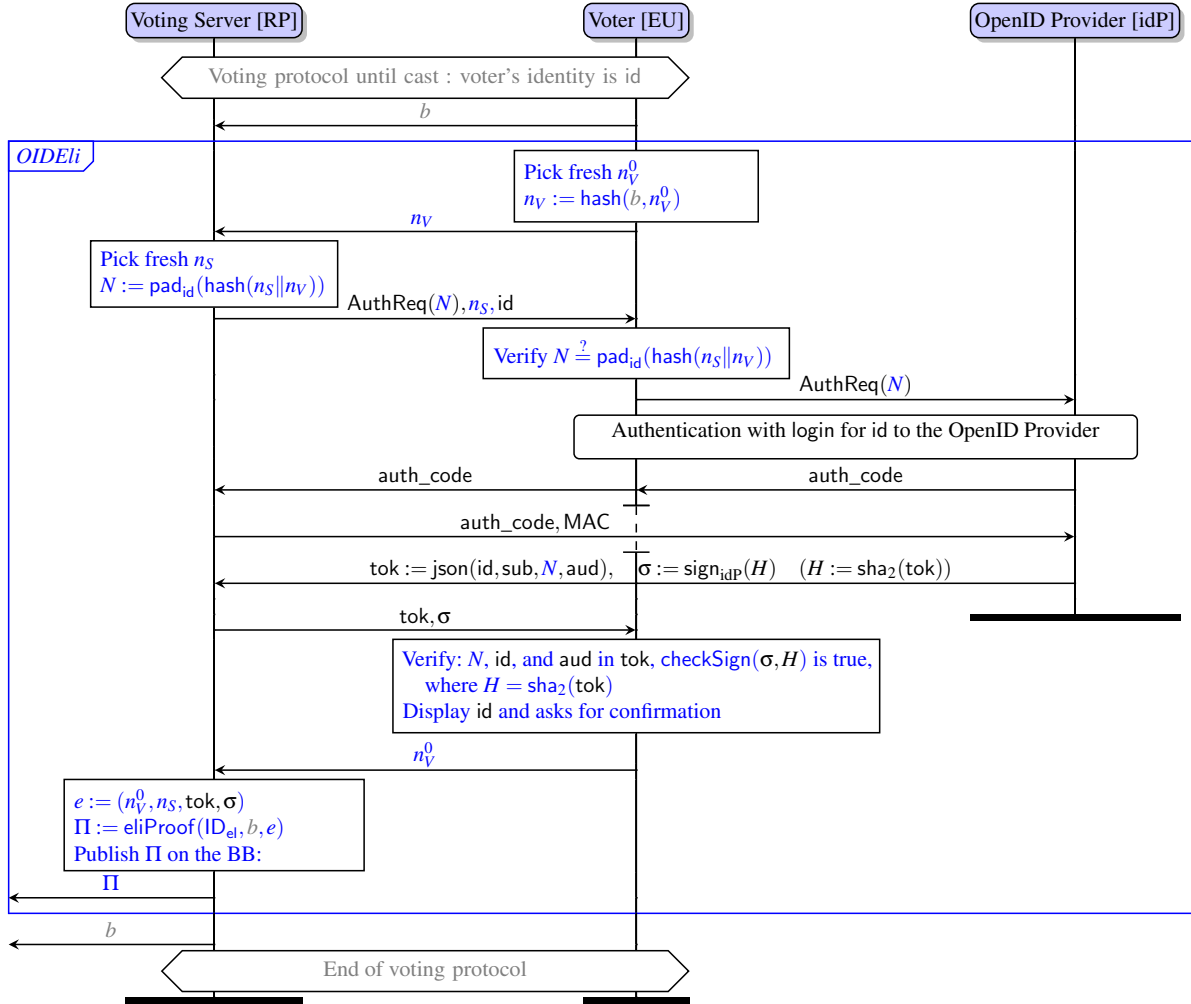 Voting Server [RP] Voter [EU] OpenID Provider [idP]
Voting protocol until cast : voter's identity is id
b
OIDEli
Pick fresh n_V^0
n_V := hash(b, n_V^0)
n_V
Pick fresh n_S
N := pad_id(hash(n_S‖n_V))
AuthReq(N), n_S, id
Verify N ≟ pad_id(hash(n_S‖n_V))
AuthReq(N)
Authentication with login for id to the OpenID Provider
auth_code auth_code
auth_code, MAC
tok := json(id, sub, N, aud), σ := sign_idP(H) (H := sha_2(tok))
tok, σ
Verify: N, id, and aud in tok, checkSign(σ, H) is true,
where H = sha_2(tok)
Display id and asks for confirmation
n_V^0
e := (n_V^0, n_S, tok, σ)
Π := eliProof(ID_el, b, e)
Publish Π on the BB:
Π
b
End of voting protocol